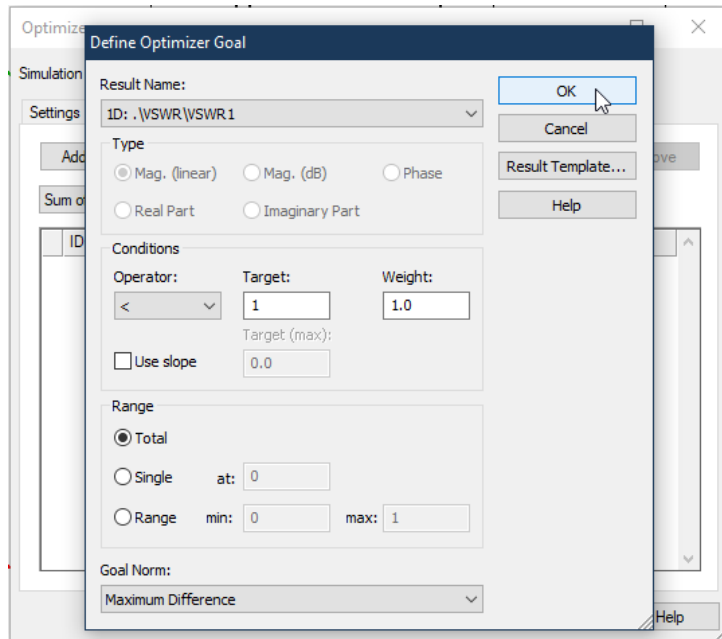 Optimize
Define Optimizer Goal
Simulation
Settings
Add
Sum o
ID
ove
Help
Result Name:
1D: .\VSWR\VSWR1
Type
Mag. (linear) Mag. (dB) Phase
Real Part Imaginary Part
Conditions
Operator: Target: Weight:
< 1 1.0
Target (max):
Use slope 0.0
Range
Total
Single at: 0
Range min: 0 max: 1
Goal Norm:
Maximum Difference
OK
Cancel
Result Template...
Help